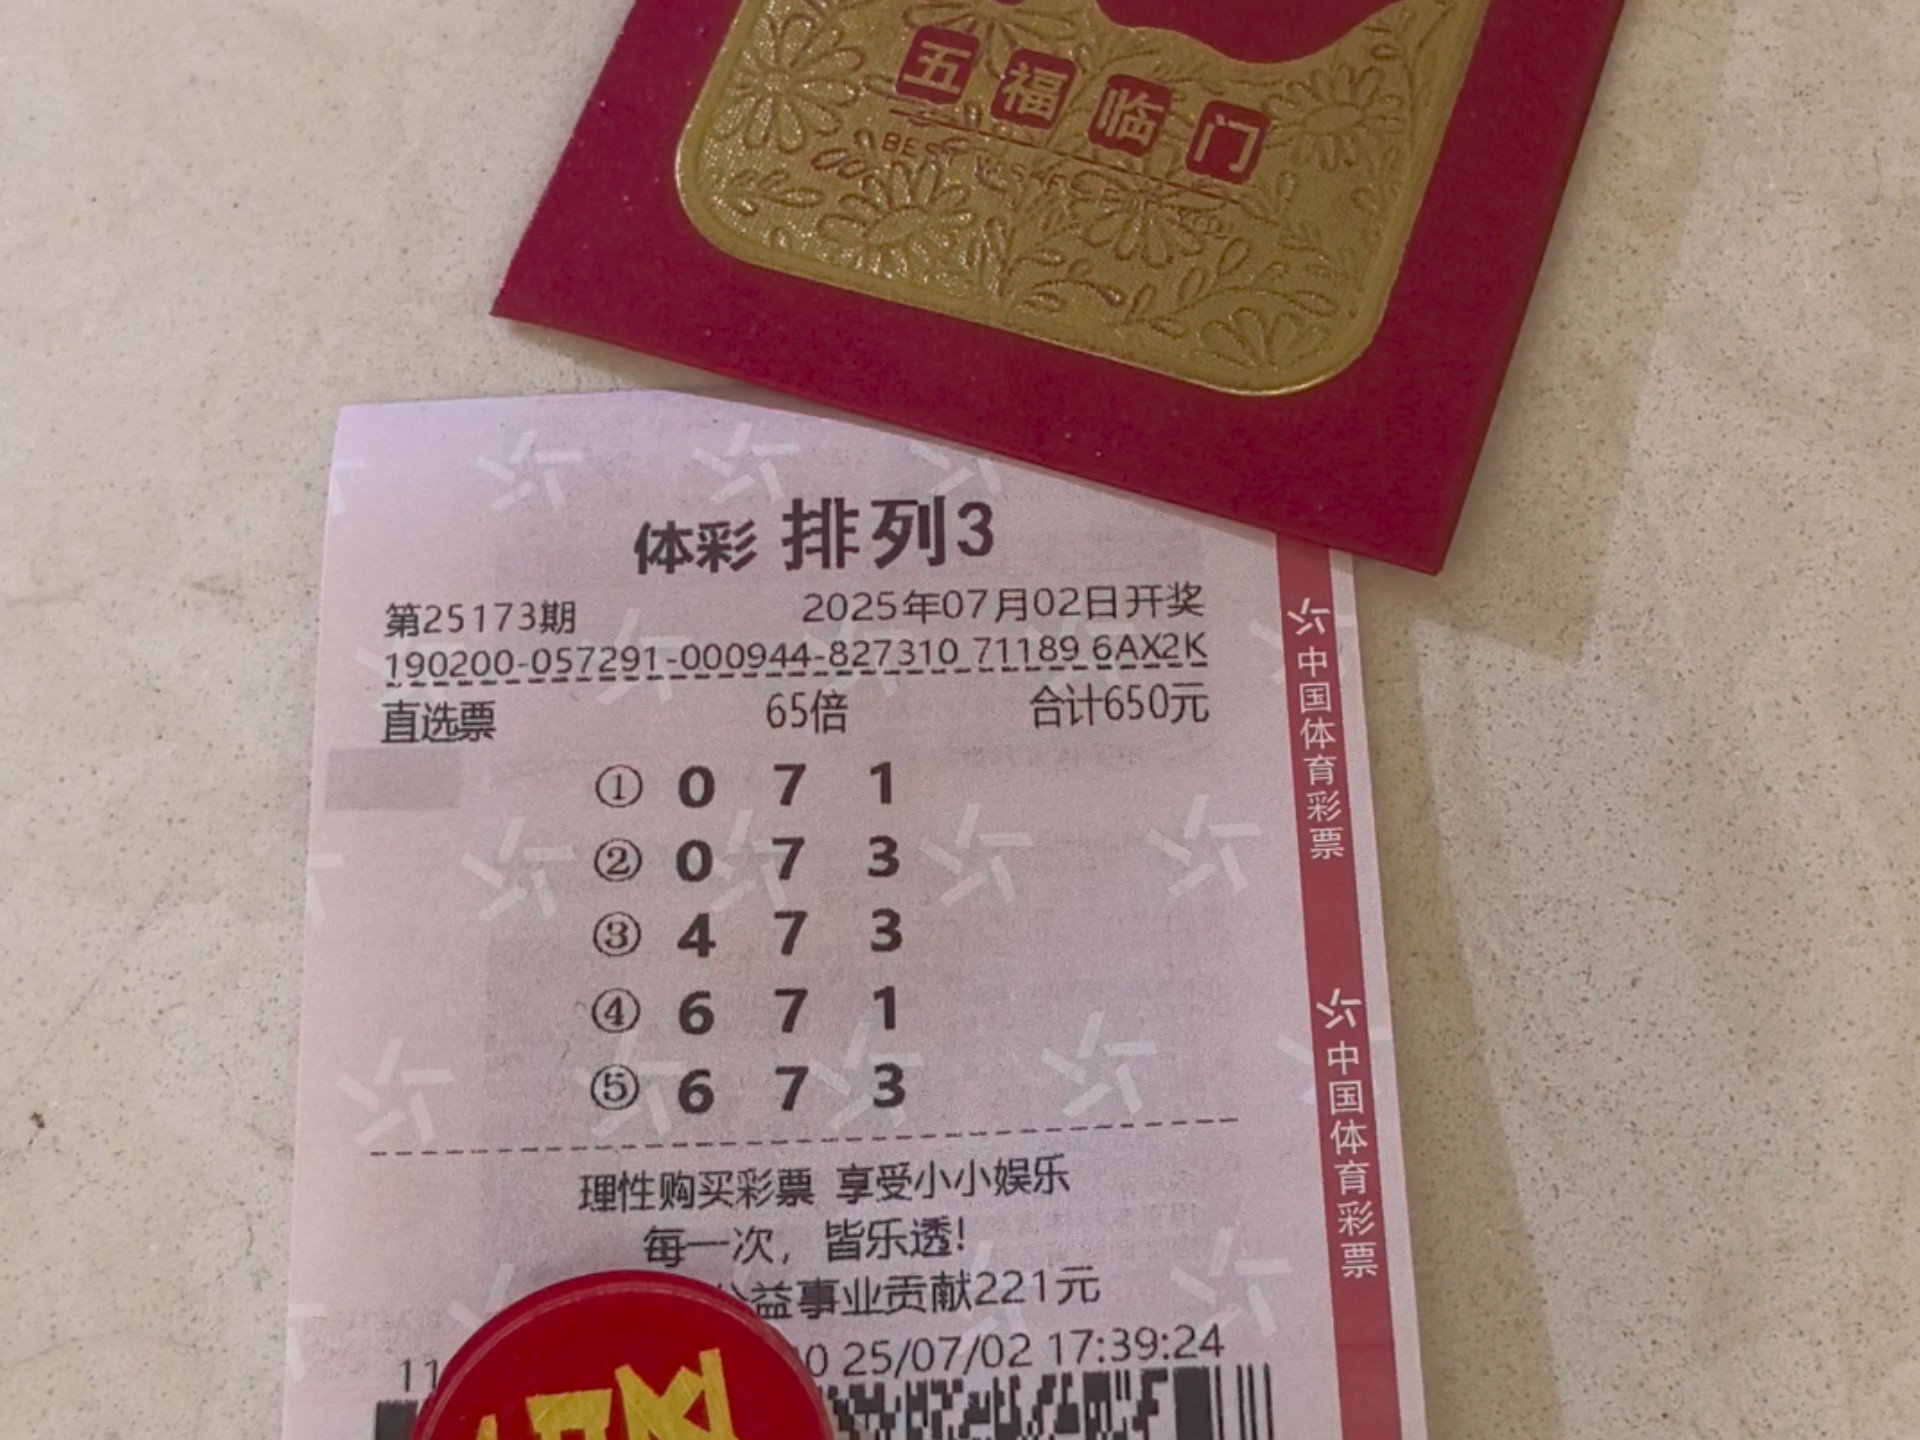 五福临门
体彩 排列3
第25173期 2025年07月02日开奖
190200-057291-000944-827310 71189 6AX2K
直选票 65倍 合计650元
① 0 7 1
② 0 7 3
③ 4 7 3
④ 6 7 1
⑤ 6 7 3
理性购买彩票 享受小小娱乐
每一次，皆乐透!
公益事业贡献221元
11 0 25/07/02 17:39:24
中国体育彩票
中国体育彩票